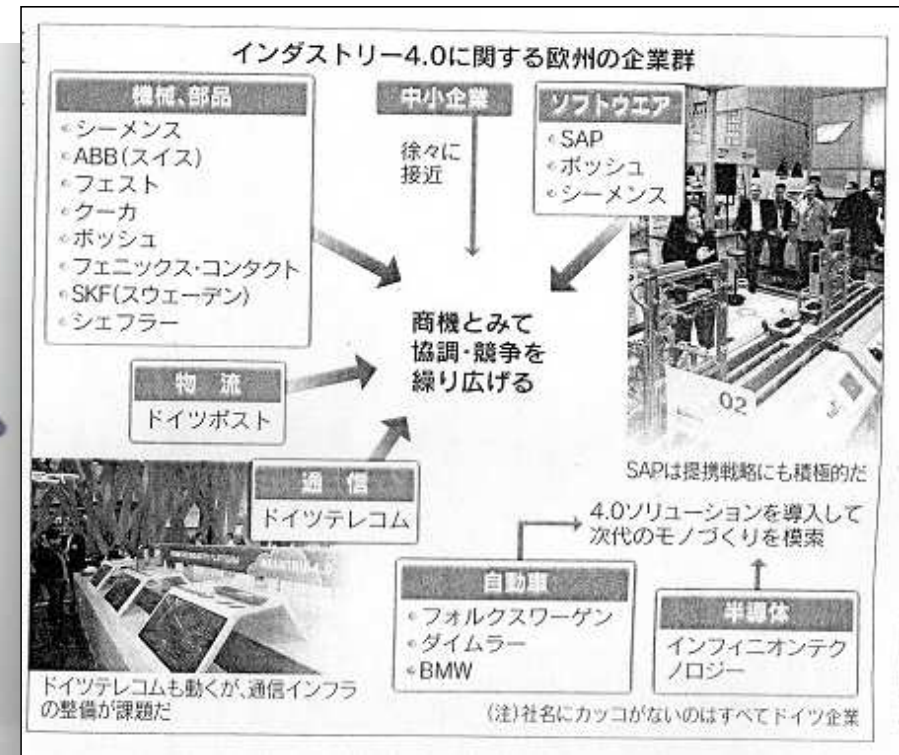 インダストリー4.0に関する欧州の企業群
機械、部品
シーメンス
ABB(スイス)
フェスト
クーカ
ボッシュ
フェニックス・コンタクト
SKF(スウェーデン)
シェフラー
中小企業
徐々に
接近
ソフトウエア
SAP
ボッシュ
シーメンス
商機とみて
協調・競争を
繰り広げる
物流
ドイツポスト
通信
ドイツテレコム
02
SAPは提携戦略にも積極的だ
4.0ソリューションを導入して
次代のモノづくりを模索
自動車
フォルクスワーゲン
ダイムラー
BMW
半導体
インフィニオンテク
ノロジー
ドイツテレコムも動くが、通信インフラ
の整備が課題だ
(注)社名にカッコがないのはすべてドイツ企業